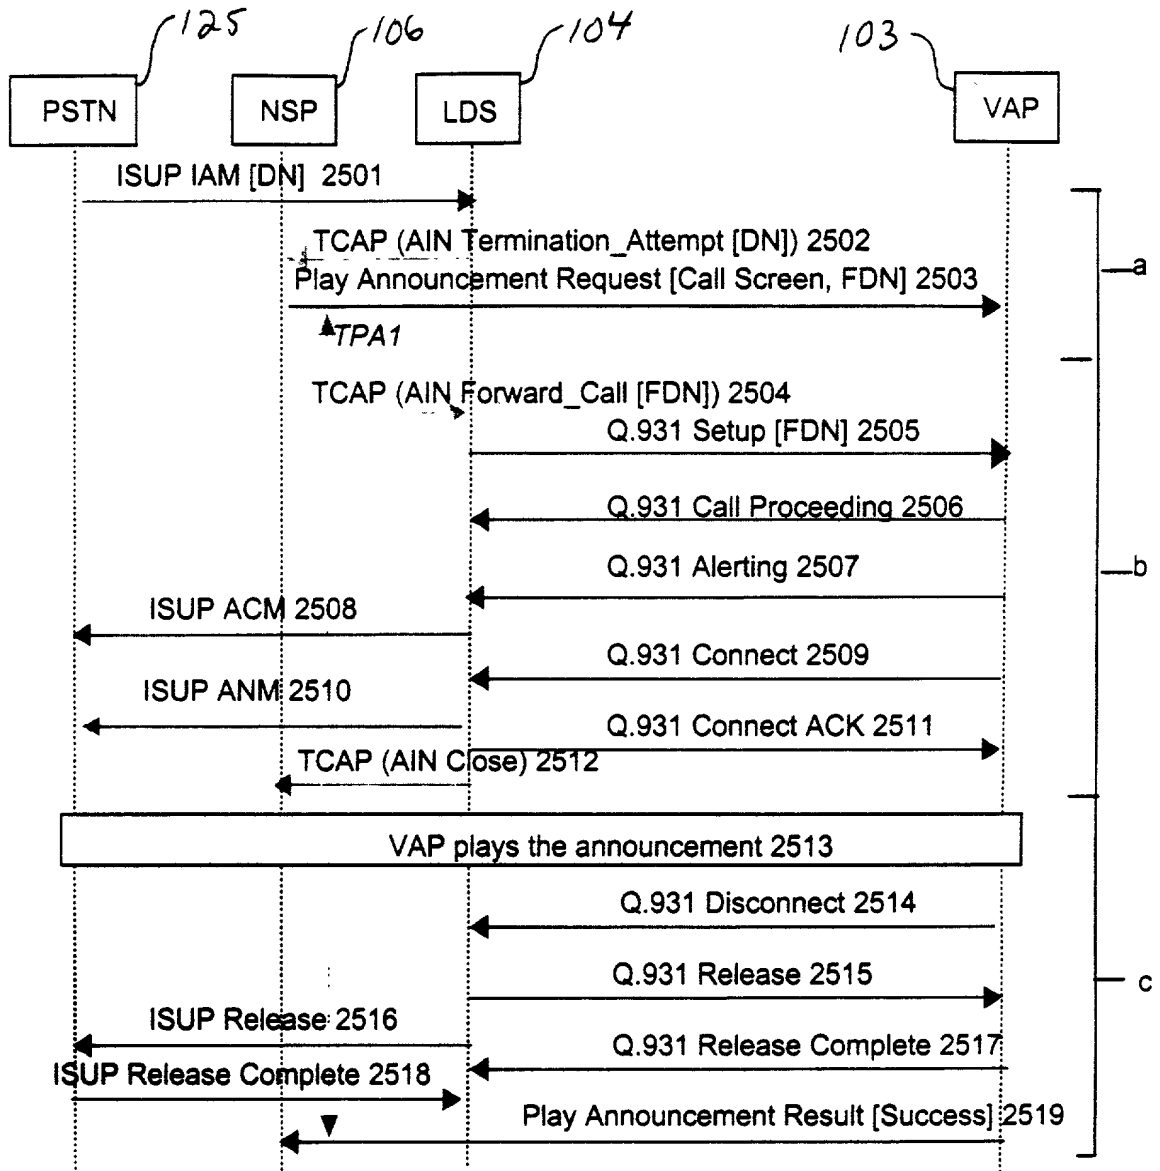 125
106
104
103
PSTN
NSP
LDS
VAP
ISUP IAM [DN] 2501
TCAP (AIN Termination_Attempt [DN]) 2502
a
Play Announcement Request [Call Screen, FDN] 2503
TPA1
TCAP (AIN Forward_Call [FDN]) 2504
Q.931 Setup [FDN] 2505
Q.931 Call Proceeding 2506
Q.931 Alerting 2507
b
ISUP ACM 2508
Q.931 Connect 2509
ISUP ANM 2510
Q.931 Connect ACK 2511
TCAP (AIN Close) 2512
VAP plays the announcement 2513
Q.931 Disconnect 2514
Q.931 Release 2515
c
ISUP Release 2516
Q.931 Release Complete 2517
ISUP Release Complete 2518
Play Announcement Result [Success] 2519